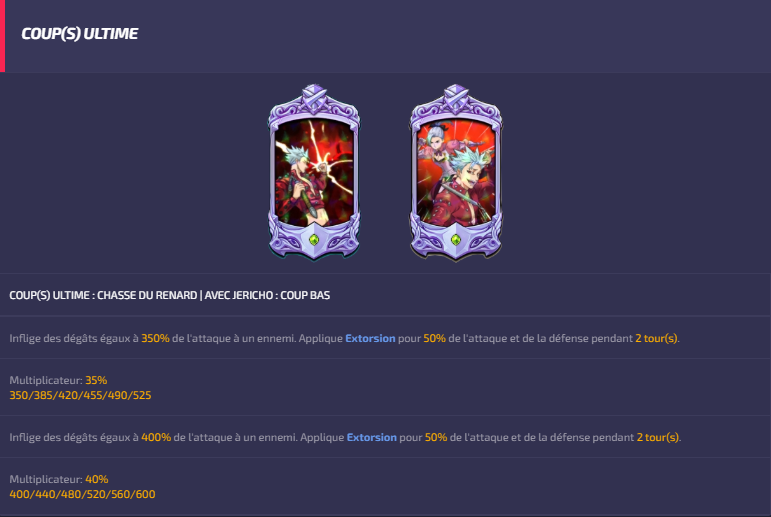 COUP(S) ULTIME
COUP(S) ULTIME : CHASSE DU RENARD | AVEC JERICHO : COUP BAS
Inflige des dégâts égaux à 350% de l'attaque à un ennemi. Applique Extorsion pour 50% de l'attaque et de la défense pendant 2 tour(s).
Multiplicateur: 35%
350/385/420/455/490/525
Inflige des dégâts égaux à 400% de l'attaque à un ennemi. Applique Extorsion pour 50% de l'attaque et de la défense pendant 2 tour(s).
Multiplicateur: 40%
400/440/480/520/560/600